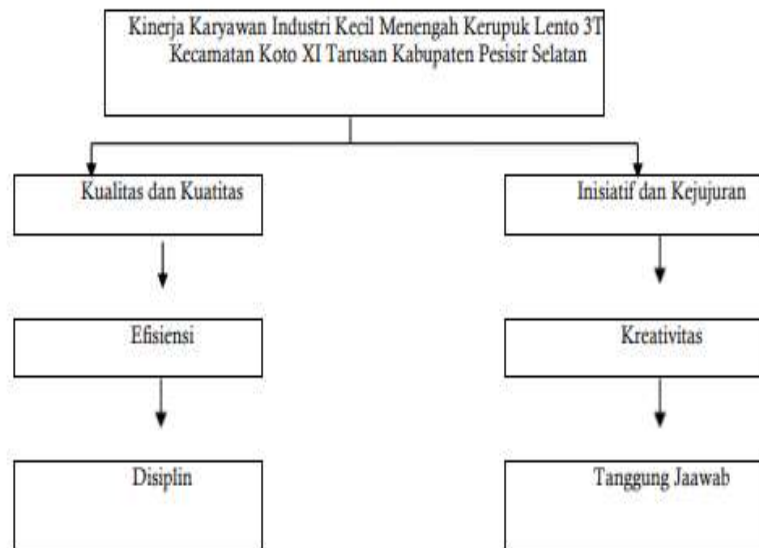 Kinerja Karyawan Industri Kecil Menengah Kerupuk Lento 3T
Kecamatan Koto XI Tarusan Kabupaten Pesisir Selatan
Kualitas dan Kuatitas
Inisiatif dan Kejujuran
Efisiensi
Kreativitas
Disiplin
Tanggung Jaawab